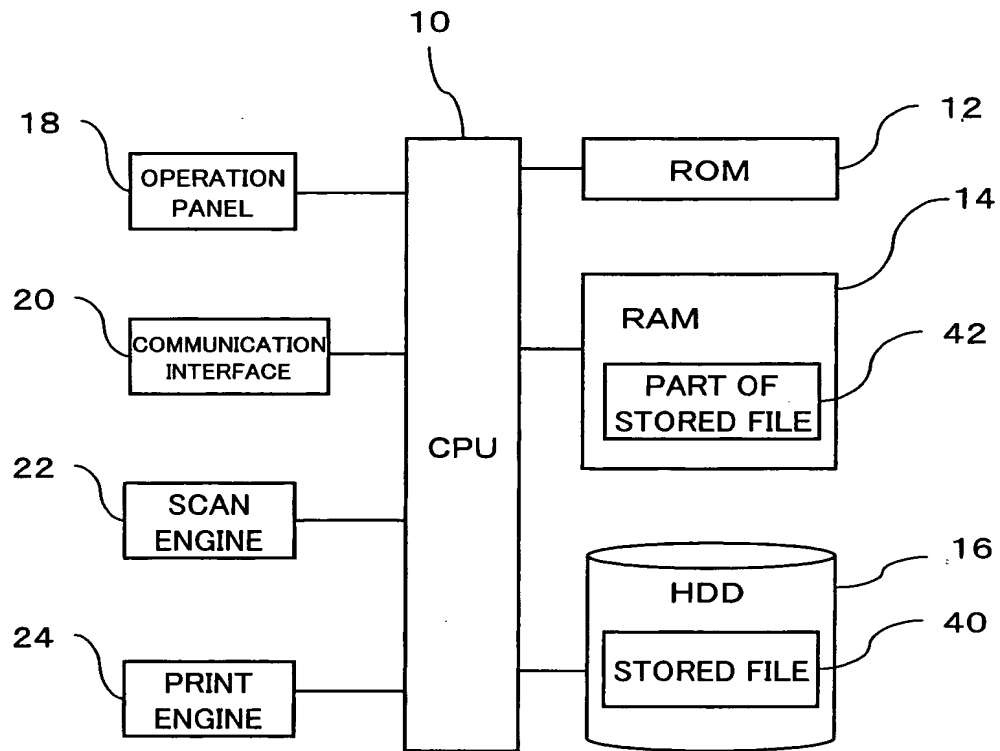 10
18
OPERATION
PANEL
ROM
12
20
COMMUNICATION
INTERFACE
CPU
RAM
14
PART OF
STORED FILE
42
22
SCAN
ENGINE
HDD
16
STORED FILE
40
24
PRINT
ENGINE